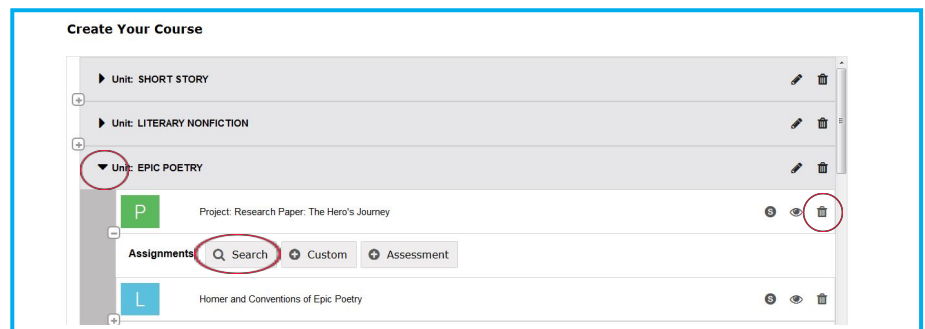 Create Your Course
Unit: SHORT STORY
Unit: LITERARY NONFICTION
Unit: EPIC POETRY
P Project: Research Paper: The Hero's Journey S
Assignments Search Custom Assessment
L Homer and Conventions of Epic Poetry S